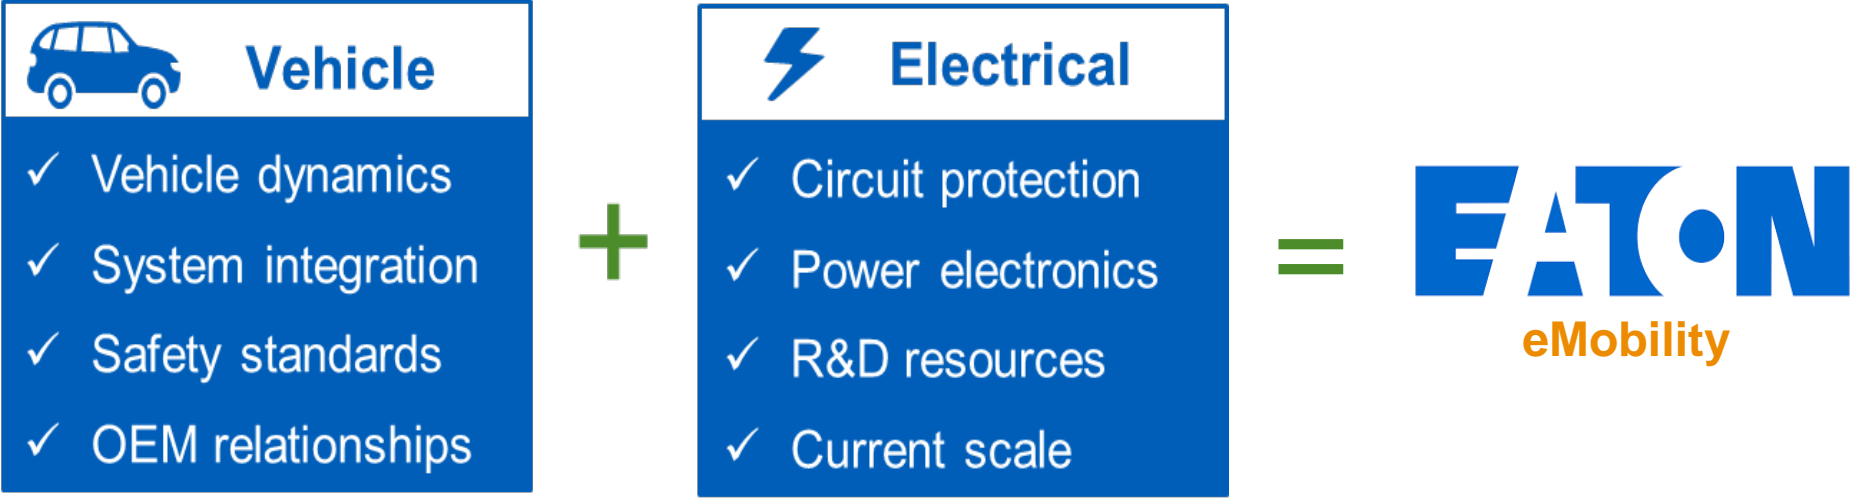 Vehicle
✓ Vehicle dynamics
✓ System integration
✓ Safety standards
✓ OEM relationships
+
Electrical
✓ Circuit protection
✓ Power electronics
✓ R&D resources
✓ Current scale
=
EATON
eMobility